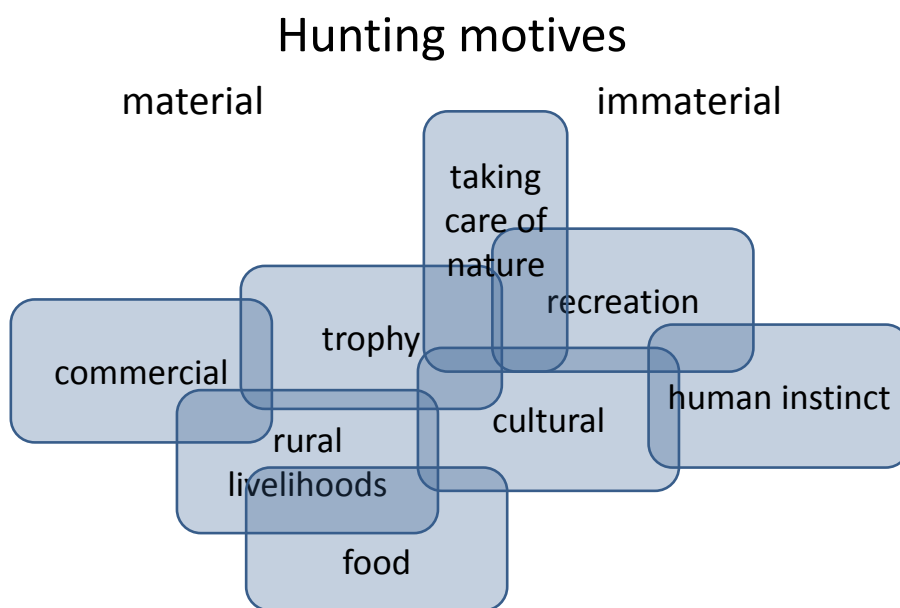 Hunting motives
material
immaterial
taking
care of
nature
recreation
trophy
commercial
human instinct
cultural
rural
livelihoods
food